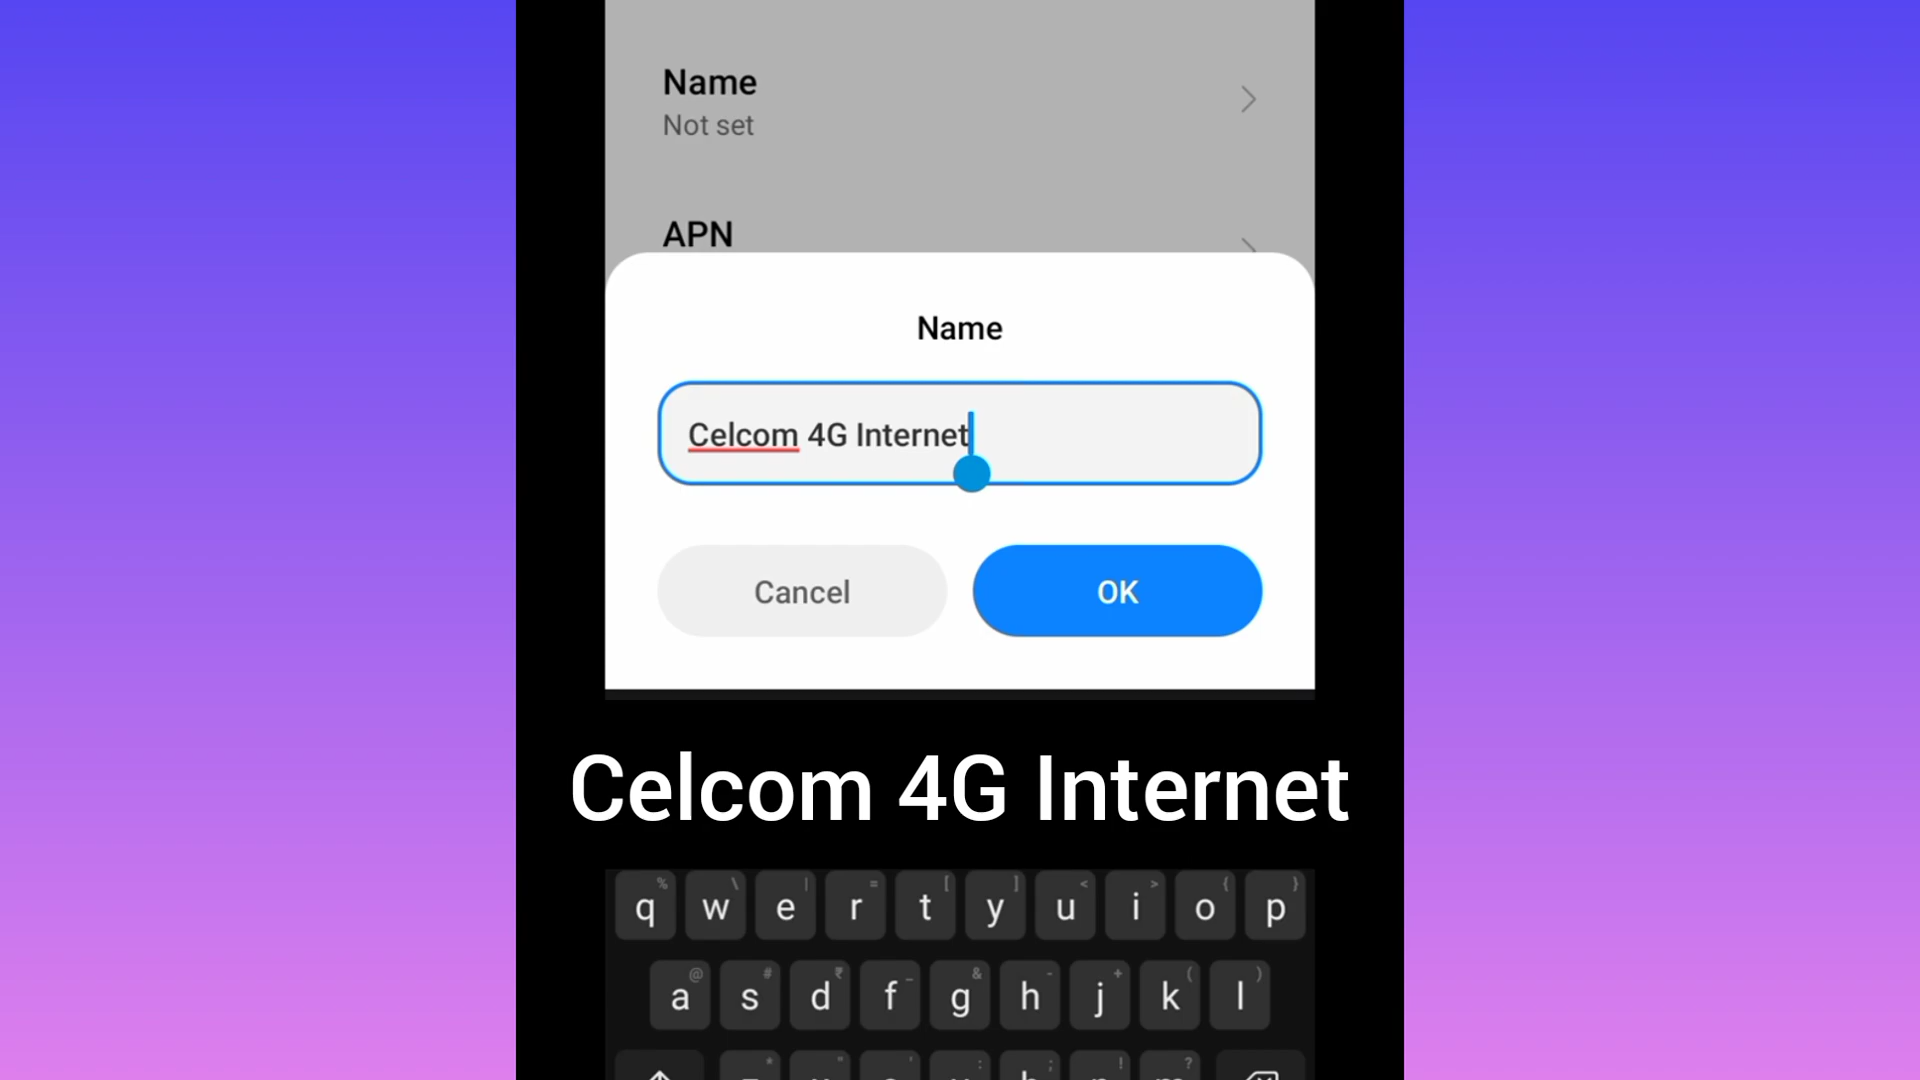 Name
Not set
APN
Name
Celcom 4G Internet
Cancel
OK
Celcom 4G Internet
% \ | = [ ] < > { }
q w e r t y u i o p
@ # ₹ _ & - + ( )
a s d f g h j k l